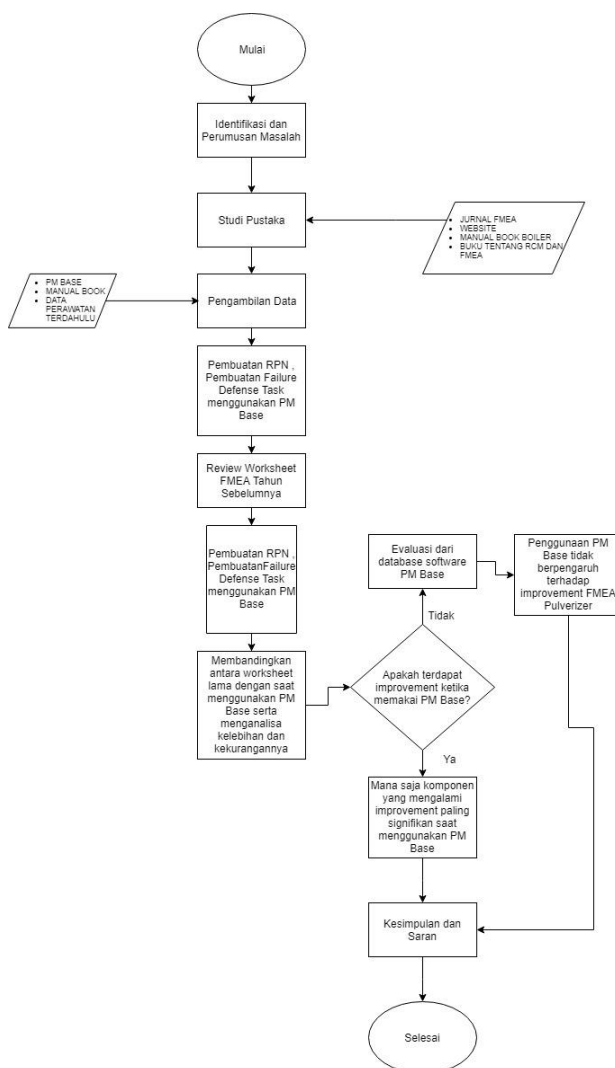 Mulai
Identifikasi dan
Perumusan Masalah
Studi Pustaka
• JURNAL FMEA
• WEBSITE
• MANUAL BOOK BOILER
• BUKU TENTANG RCM DAN
FMEA
• PM BASE
• MANUAL BOOK
• DATA
PERAWATAN
TERDAHULU
Pengambilan Data
Pembuatan RPN ,
Pembuatan Failure
Defense Task
menggunakan PM
Base
Review Worksheet
FMEA Tahun
Sebelumnya
Pembuatan RPN ,
PembuatanFailure
Defense Task
menggunakan PM
Base
Membandingkan
antara worksheet
lama dengan saat
menggunakan PM
Base serta
menganalisa
kelebihan dan
kekurangannya
Apakah terdapat
improvement ketika
memakai PM Base?
Tidak
Evaluasi dari
database software
PM Base
Penggunaan PM
Base tidak
berpengaruh
terhadap
improvement FMEA
Pulverizer
Ya
Mana saja komponen
yang mengalami
improvement paling
signifikan saat
menggunakan PM
Base
Kesimpulan dan
Saran
Selesai